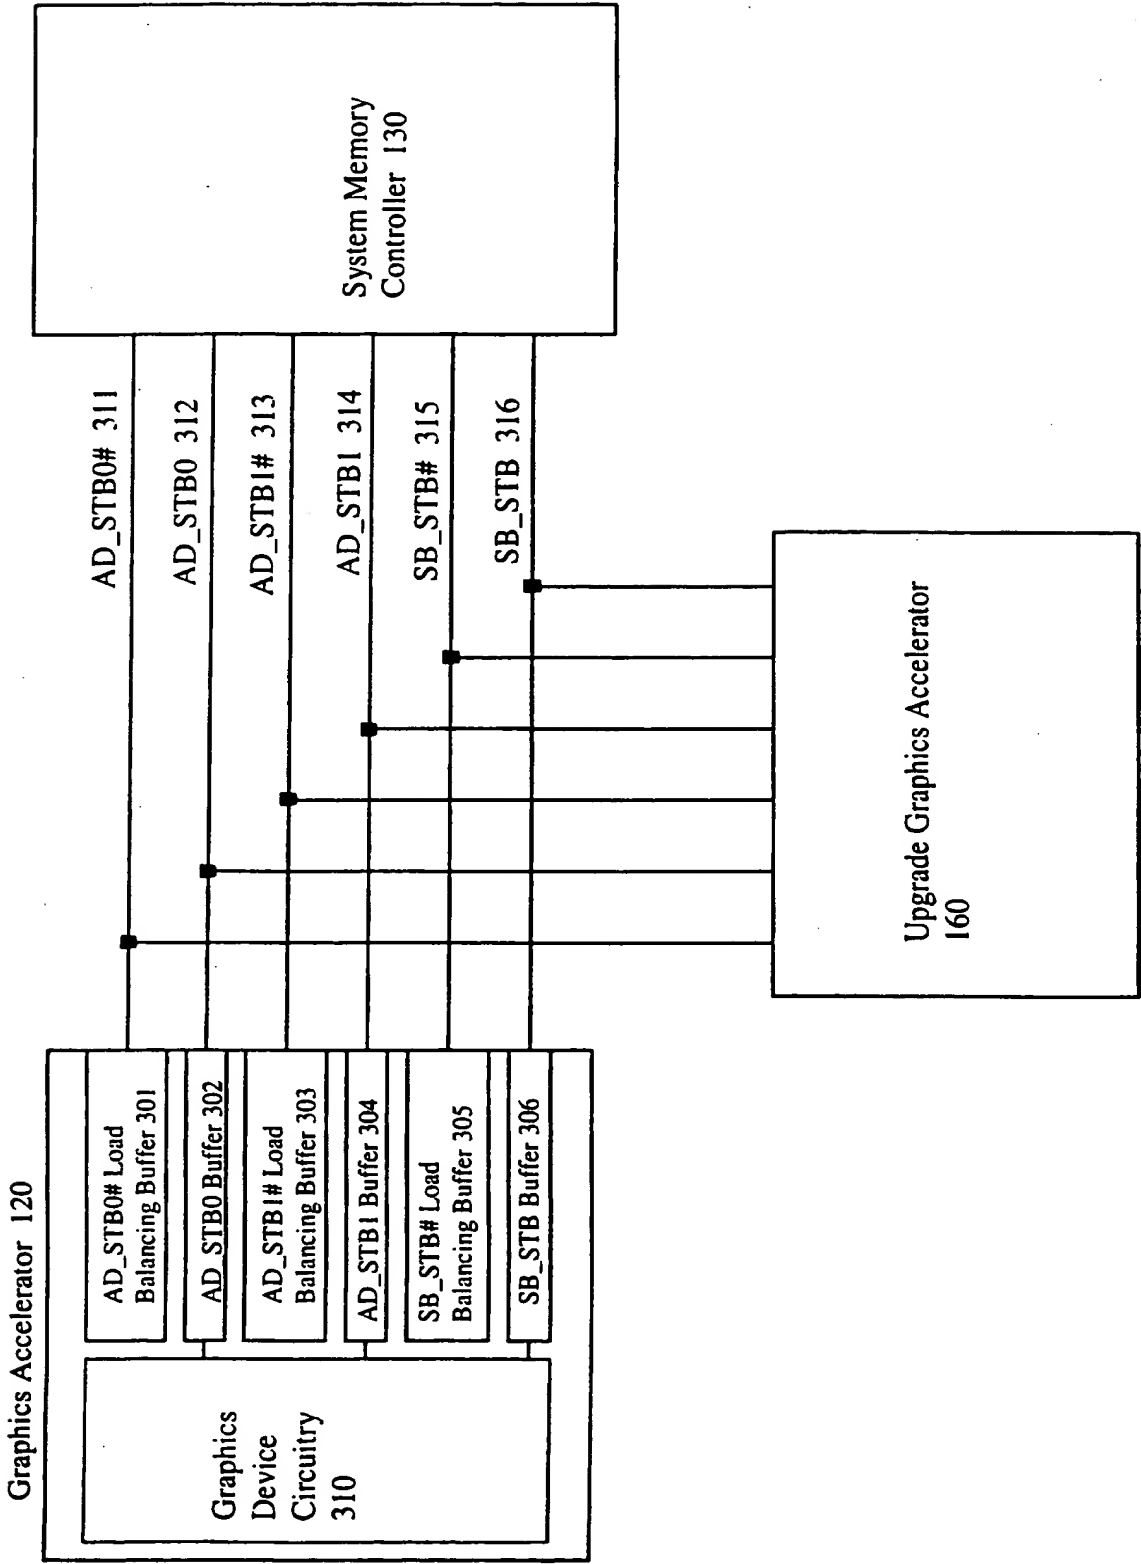 Graphics Accelerator 120
Graphics
Device
Circuitry
310
AD_STB0# Load
Balancing Buffer 301
AD_STB0 Buffer 302
AD_STB1# Load
Balancing Buffer 303
AD_STB1 Buffer 304
SB_STB# Load
Balancing Buffer 305
SB_STB Buffer 306
AD_STB0# 311
AD_STB0 312
AD_STB1# 313
AD_STB1 314
SB_STB# 315
SB_STB 316
System Memory
Controller 130
Upgrade Graphics Accelerator
160